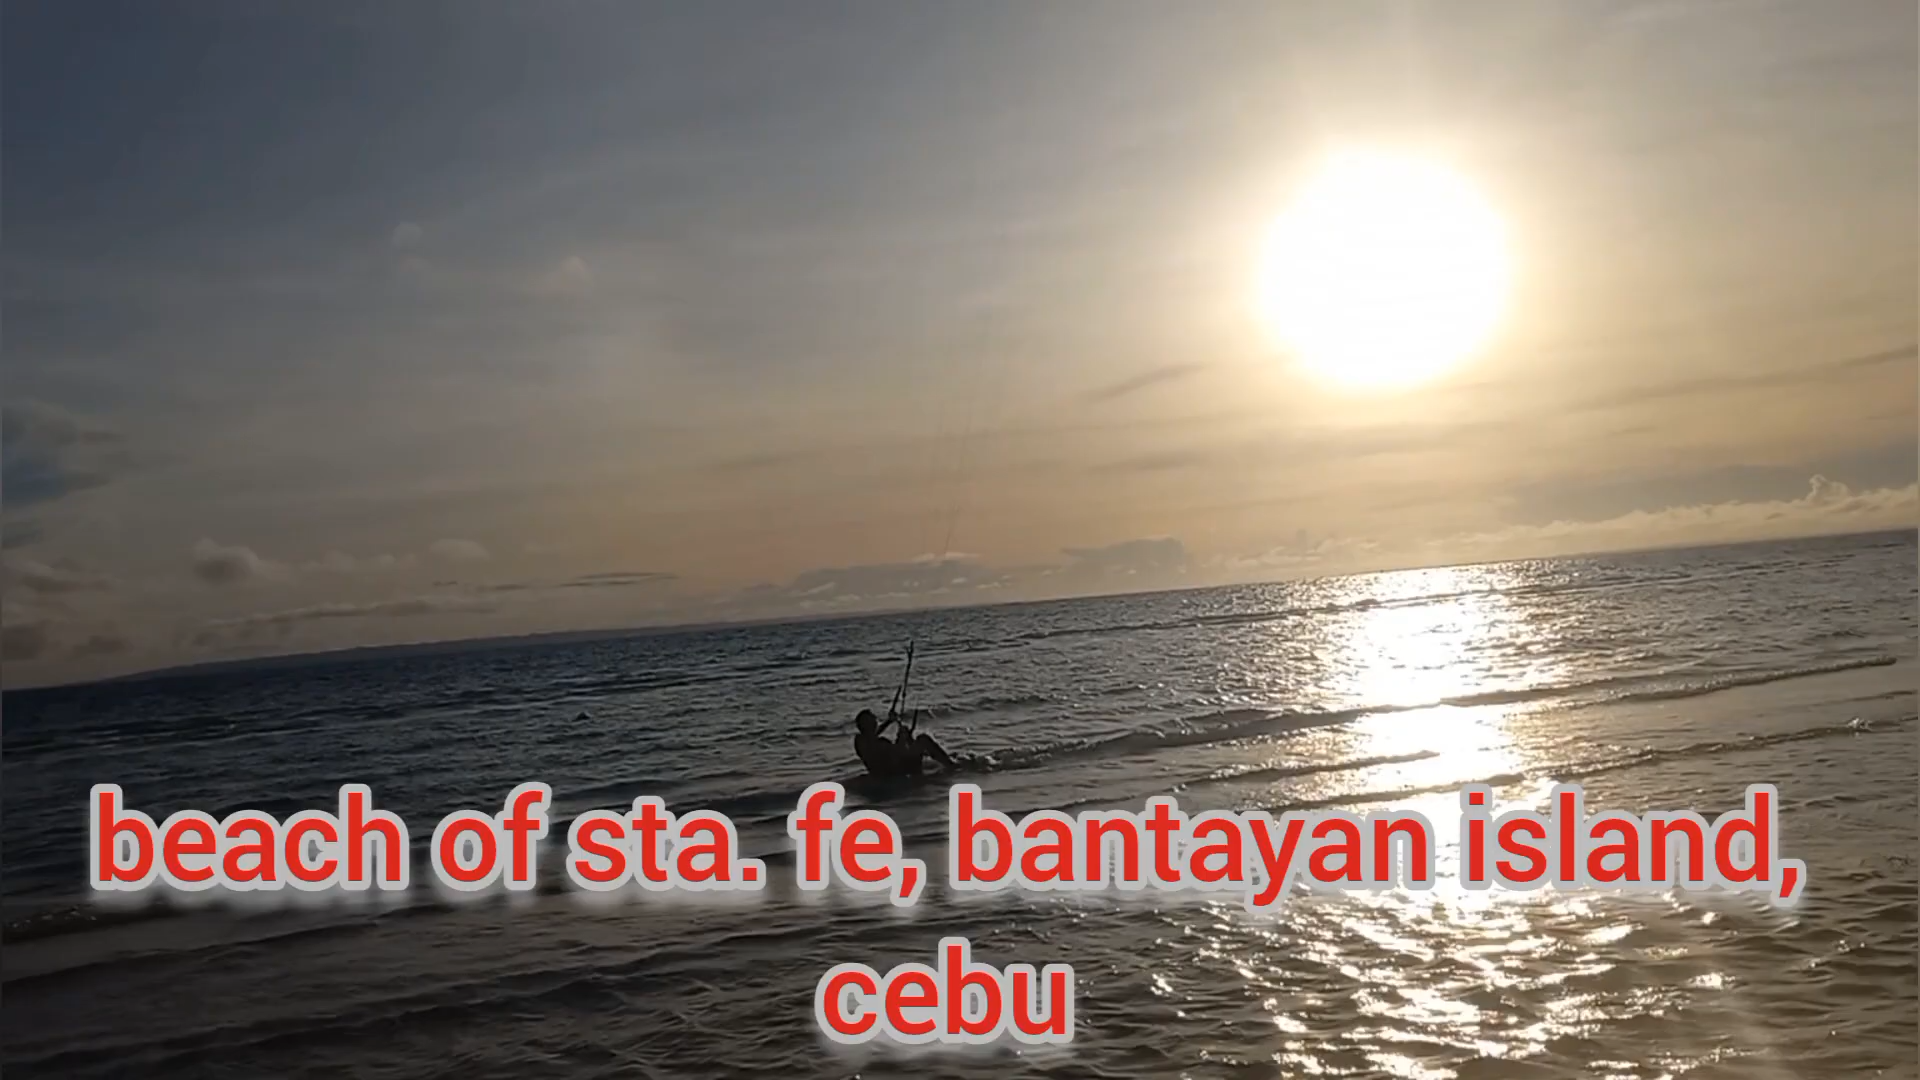 beach of sta. fe, bantayan island,
cebu